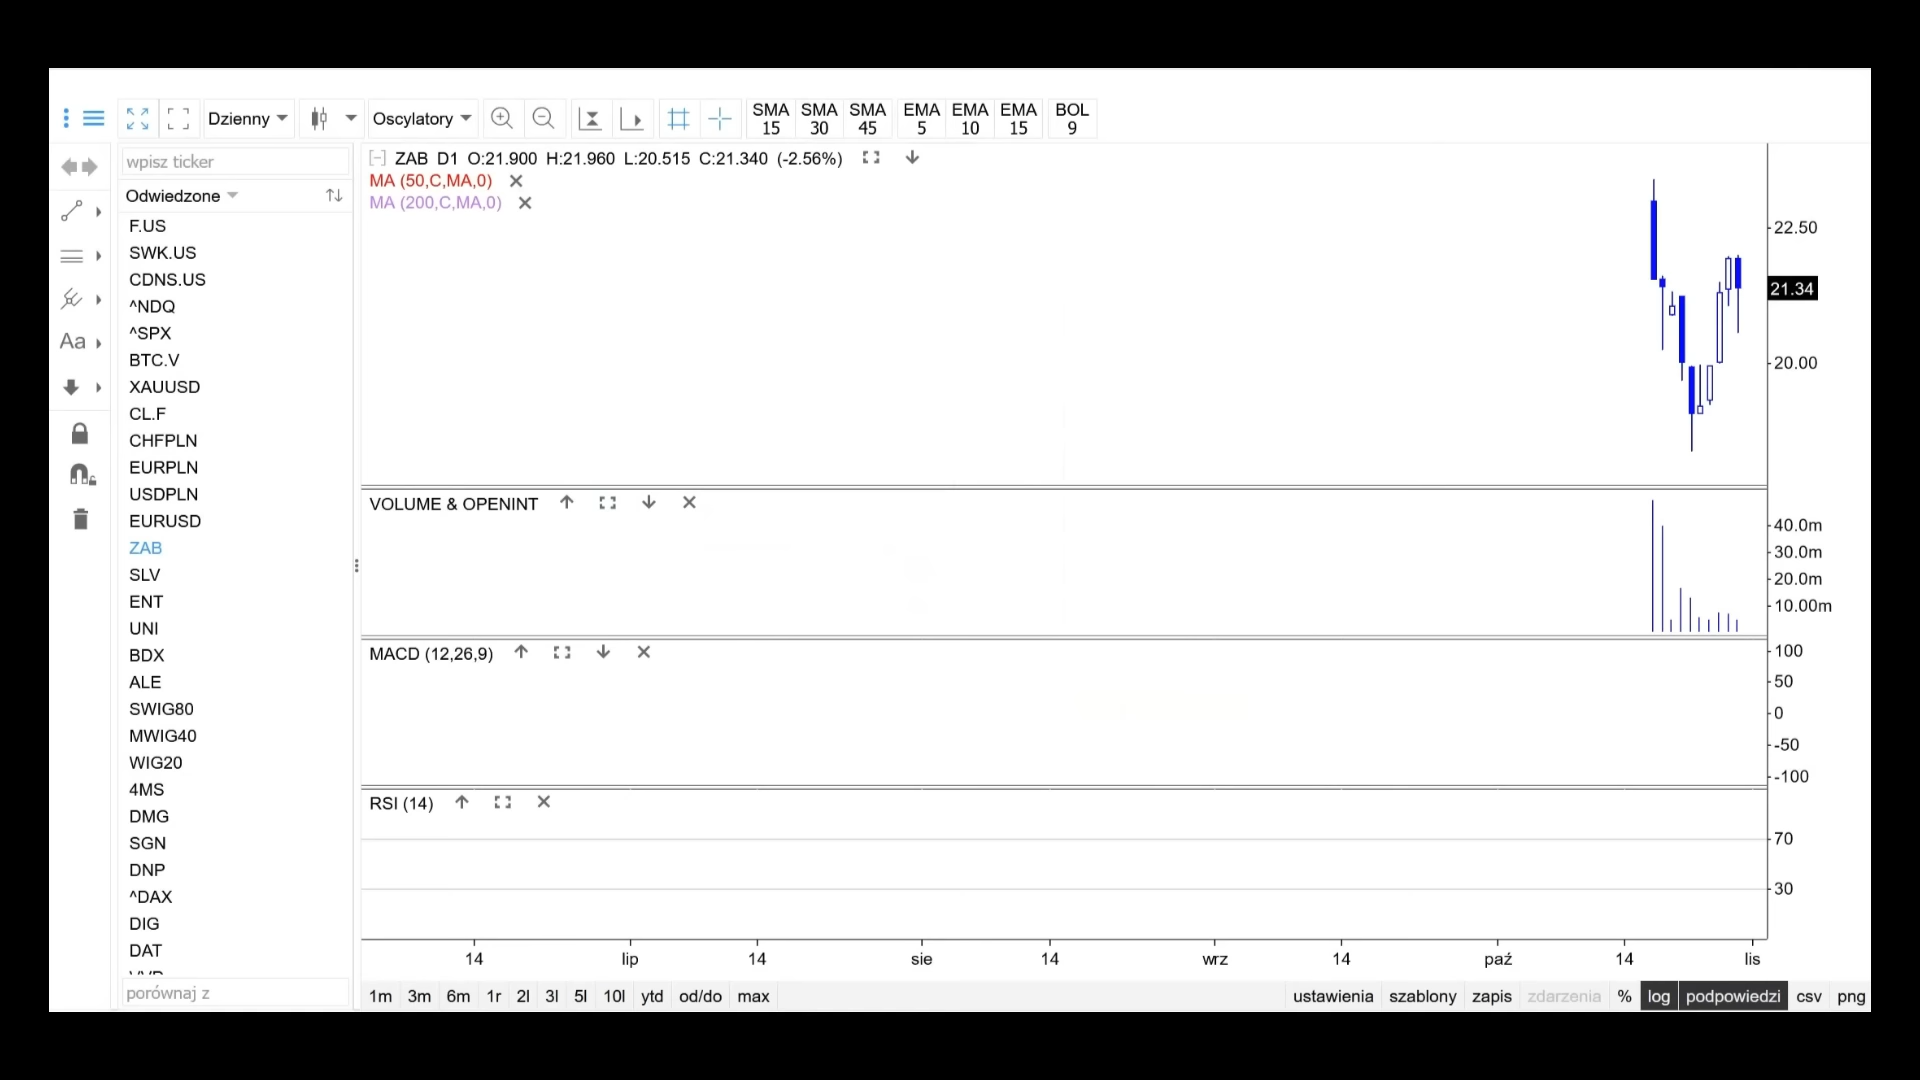 Dzienny Oscylatory SMA 15 SMA 30 SMA 45 EMA 5 EMA 10 EMA 15 BOL 9
wpisz ticker
Odwiedzone
F.US
SWK.US
CDNS.US
^NDQ
^SPX
BTC.V
XAUUSD
CL.F
CHFPLN
EURPLN
USDPLN
EURUSD
ZAB
SLV
ENT
UNI
BDX
ALE
SWIG80
MWIG40
WIG20
4MS
DMG
SGN
DNP
^DAX
DIG
DAT
porównaj z
Aa
ZAB D1 O:21.900 H:21.960 L:20.515 C:21.340 (-2.56%)
MA (50,C,MA,0)
MA (200,C,MA,0)
22.50
21.34
20.00
VOLUME & OPENINT
40.0m
30.0m
20.0m
10.00m
MACD (12,26,9)
100
50
0
-50
-100
RSI (14)
70
30
14 lip 14 sie 14 wrz 14 paź 14 lis
1m 3m 6m 1r 2l 3l 5l 10l ytd od/do max ustawienia szablony zapis zdarzenia % log podpowiedzi csv png